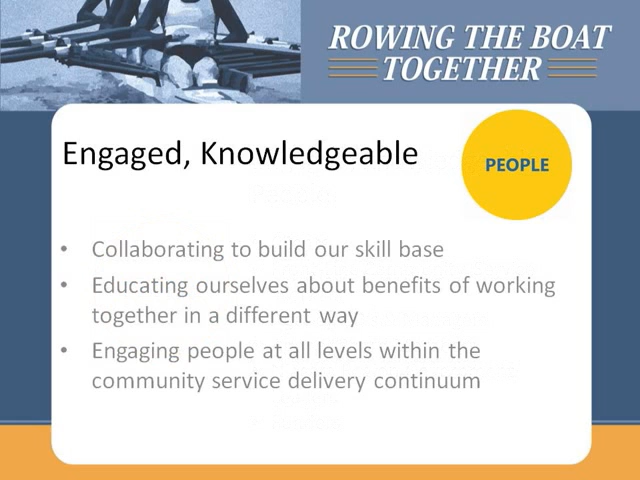 ROWING THE BOAT
TOGETHER
Engaged, Knowledgeable
PEOPLE
• Collaborating to build our skill base
• Educating ourselves about benefits of working
together in a different way
• Engaging people at all levels within the
community service delivery continuum